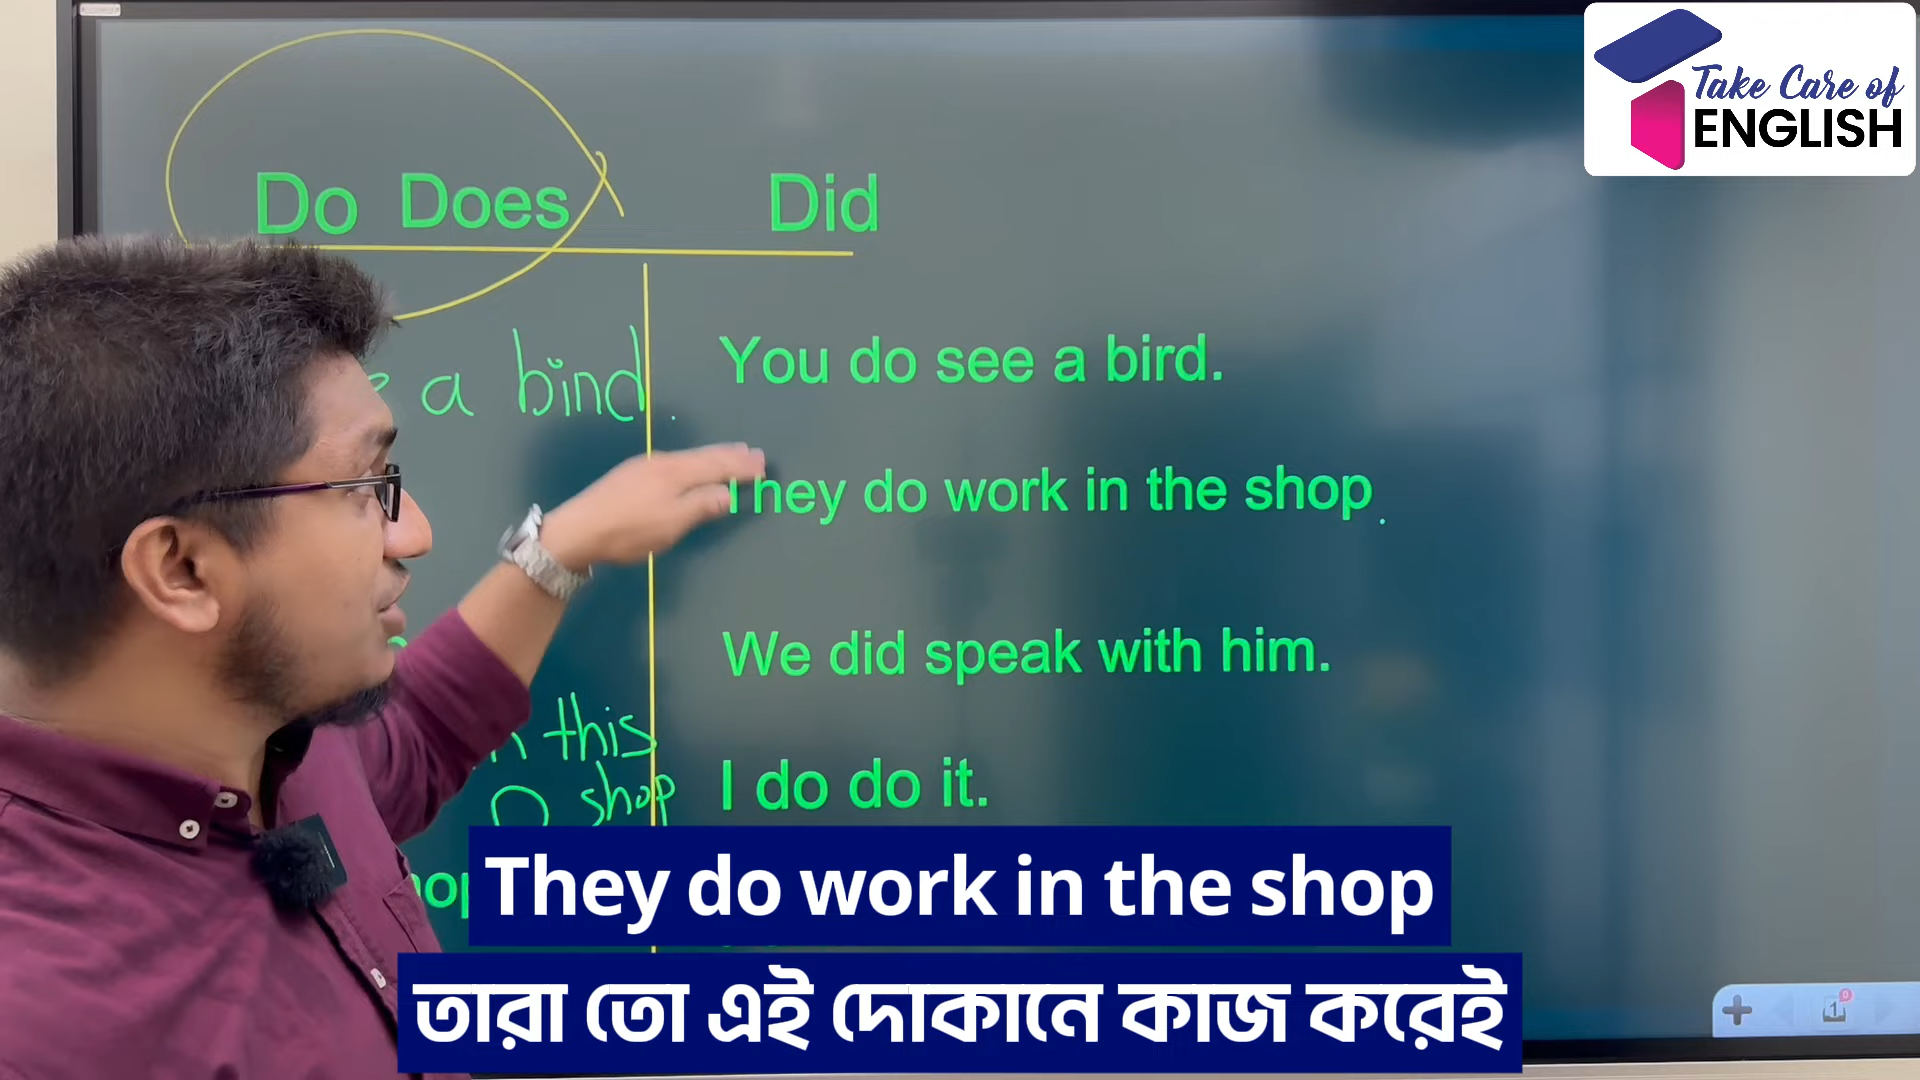 Take Care of
ENGLISH
Do Does Did
a bird.
You do see a bird.
They do work in the shop.
We did speak with him.
this
shop
I do do it.
They do work in the shop
তারা তো এই দোকানে কাজ করেই
1